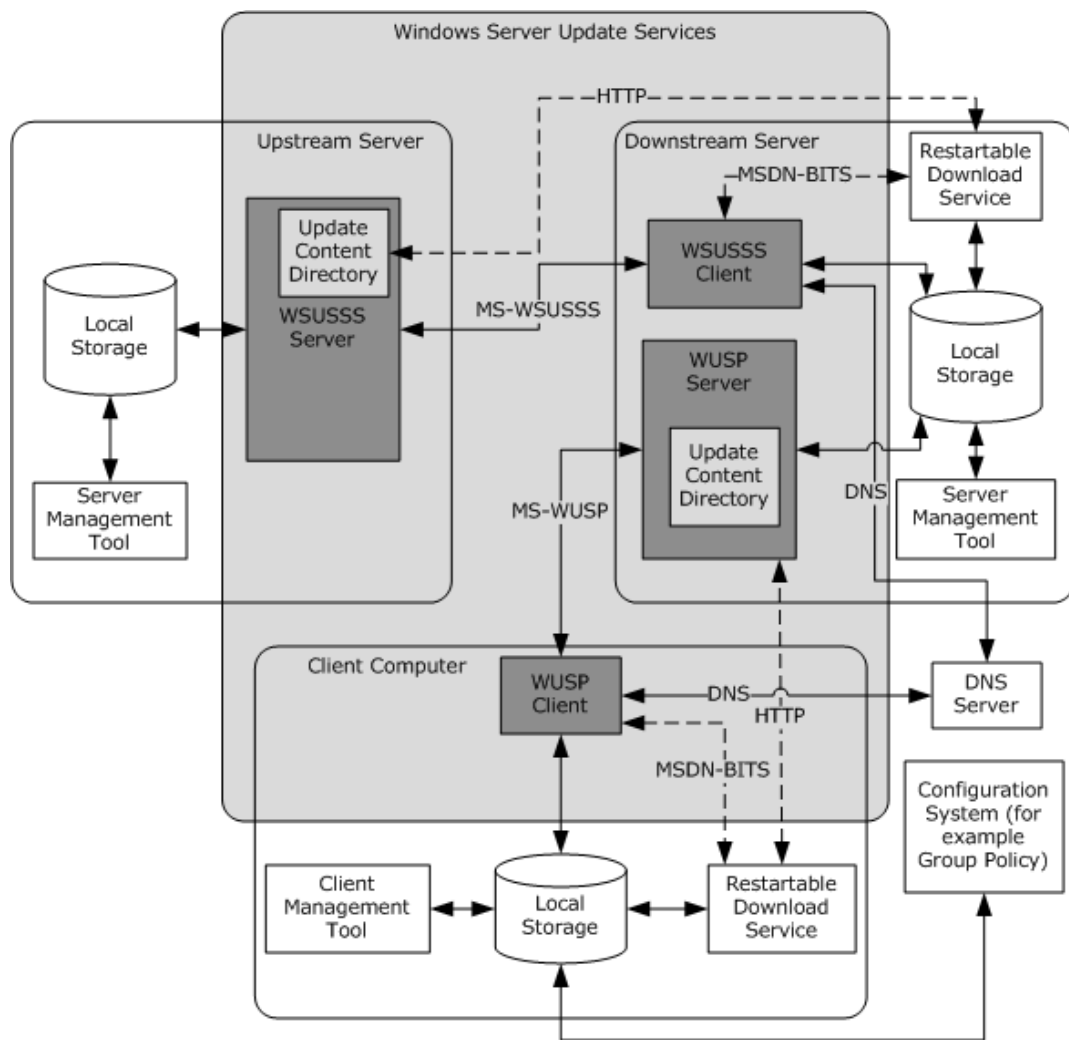 Windows Server Update Services
HTTP
Upstream Server
Downstream Server
Restartable
Download
Service
MSDN-BITS
Update
Content
Directory
WSUSSS
Server
WSUSSS
Client
MS-WSUSSS
Local
Storage
Local
Storage
WUSP
Server
Update
Content
Directory
Server
Management
Tool
MS-WUSP
DNS
Server
Management
Tool
Client Computer
WUSP
Client
DNS
HTTP
DNS
Server
MSDN-BITS
Configuration
System (for
example
Group Policy)
Client
Management
Tool
Local
Storage
Restartable
Download
Service